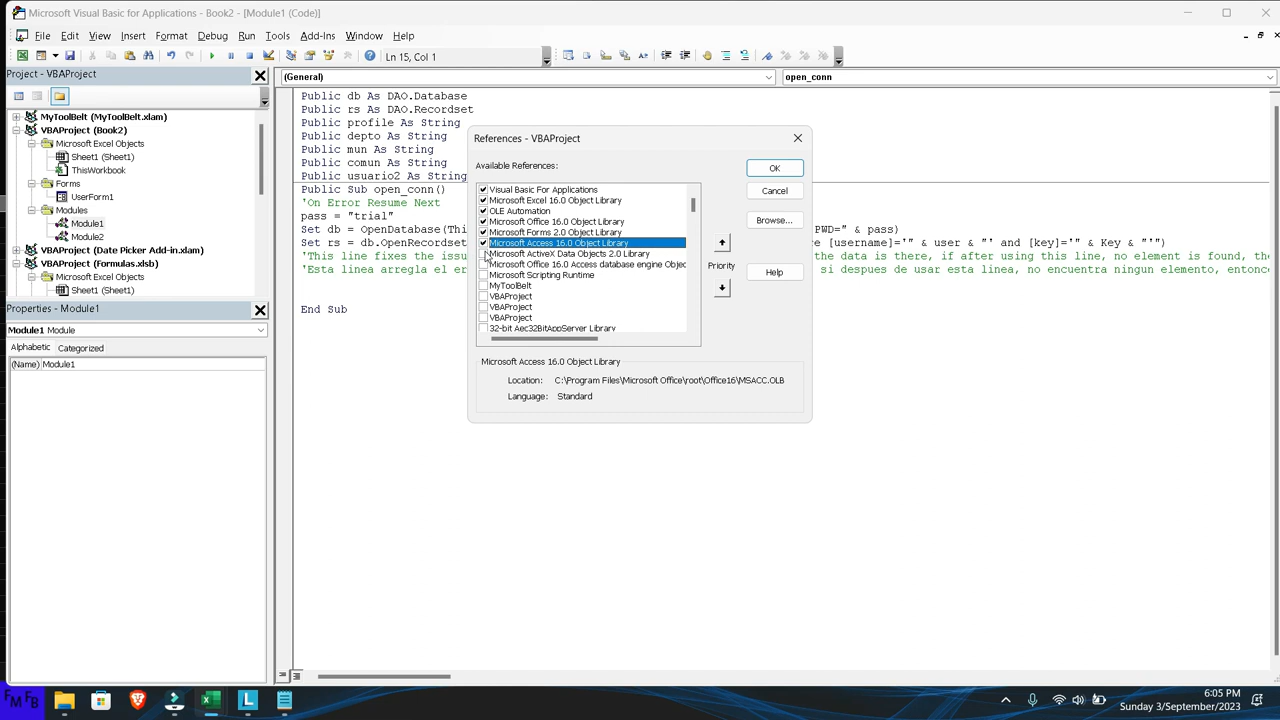 Microsoft Visual Basic for Applications - Book2 - [Module1 (Code)]
File Edit View Insert Format Debug Run Tools Add-Ins Window Help
Ln 15, Col 1
Project - VBAProject
(General)
open_conn
MyToolBelt (MyToolBelt.xlam)
VBAProject (Book2)
Microsoft Excel Objects
Sheet1 (Sheet1)
ThisWorkbook
Forms
UserForm1
Modules
Module1
Module2
VBAProject (Date Picker Add-in.xlam)
VBAProject (Formulas.xlsb)
Microsoft Excel Objects
Sheet1 (Sheet1)
Properties - Module1
Module1 Module
Alphabetic Categorized
(Name) Module1
Public db As DAO.Database
Public rs As DAO.Recordset
Public profile As String
Public depto As String
Public mun As String
Public comun As String
Public usuario2 As String
Public Sub open_conn()
'On Error Resume Next
pass = "trial"
Set db = OpenDatabase(Thi PWD=" & pass)
Set rs = db.OpenRecordset e [username]='" & user & "' and [key]='" & Key & "'")
'This line fixes the issu the data is there, if after using this line, no element is found, the
'Esta linea arregla el er si despues de usar esta linea, no encuentra ningun elemento, entonce
End Sub
References - VBAProject
Available References:
Visual Basic For Applications
Microsoft Excel 16.0 Object Library
OLE Automation
Microsoft Office 16.0 Object Library
Microsoft Forms 2.0 Object Library
Microsoft Access 16.0 Object Library
Microsoft ActiveX Data Objects 2.0 Library
Microsoft Office 16.0 Access database engine Objec
Microsoft Scripting Runtime
MyToolBelt
VBAProject
VBAProject
VBAProject
32-bit Aec32BitAppServer Library
OK
Cancel
Browse...
Priority
Help
Microsoft Access 16.0 Object Library
Location: C:\Program Files\Microsoft Office\root\Office16\MSACC.OLB
Language: Standard
FM FB
L
6:05 PM
Sunday 3/September/2023